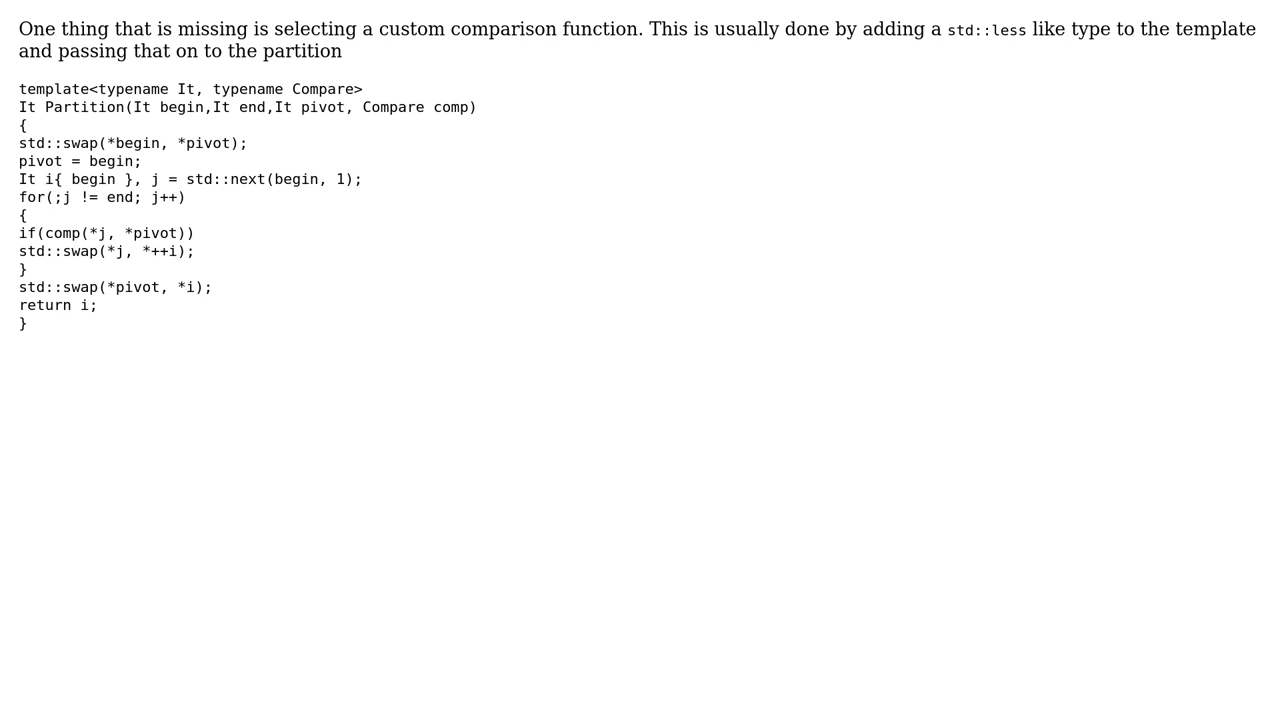 One thing that is missing is selecting a custom comparison function. This is usually done by adding a std::less like type to the template
and passing that on to the partition
template<typename It, typename Compare>
It Partition(It begin,It end,It pivot, Compare comp)
{
std::swap(*begin, *pivot);
pivot = begin;
It i{ begin }, j = std::next(begin, 1);
for(;j != end; j++)
{
if(comp(*j, *pivot))
std::swap(*j, *++i);
}
std::swap(*pivot, *i);
return i;
}